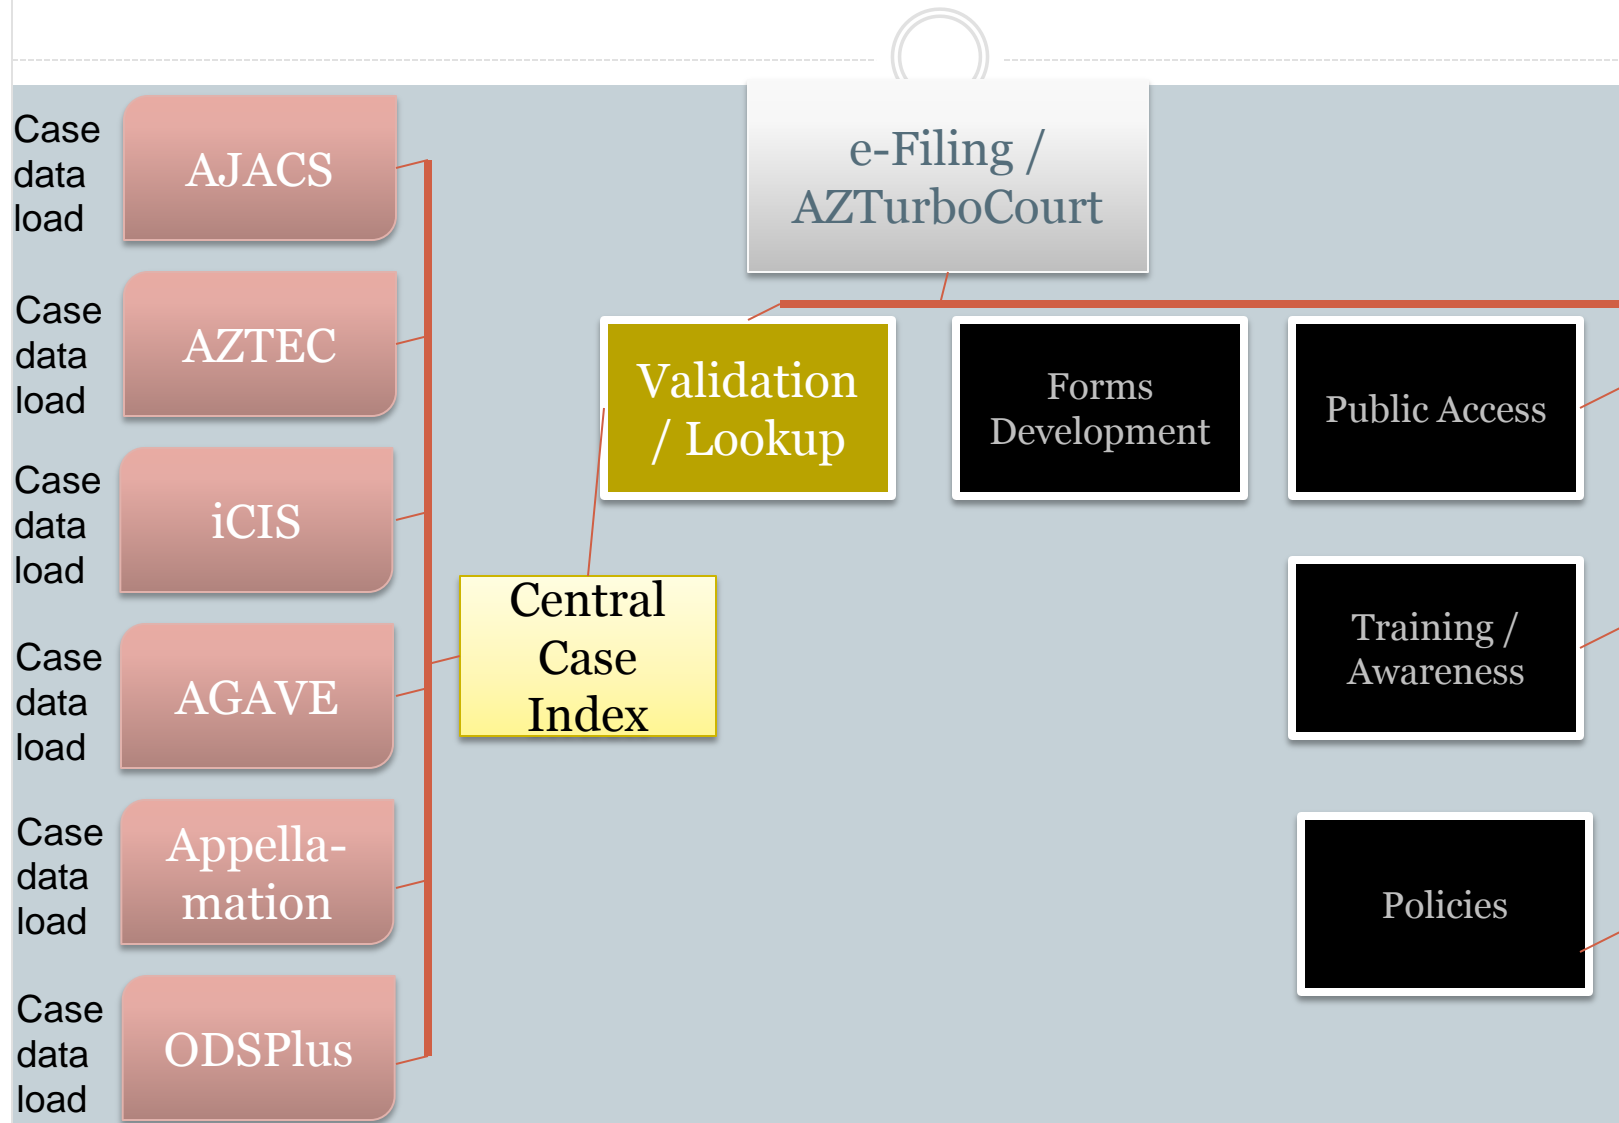 Case
data
load
AJACS
e-Filing /
AZTurboCourt
Case
data
load
AZTEC
Validation
/ Lookup
Forms
Development
Public Access
Case
data
load
iCIS
Central
Case
Index
Training /
Awareness
Case
data
load
AGAVE
Case
data
load
Appella-
mation
Policies
Case
data
load
ODSPlus